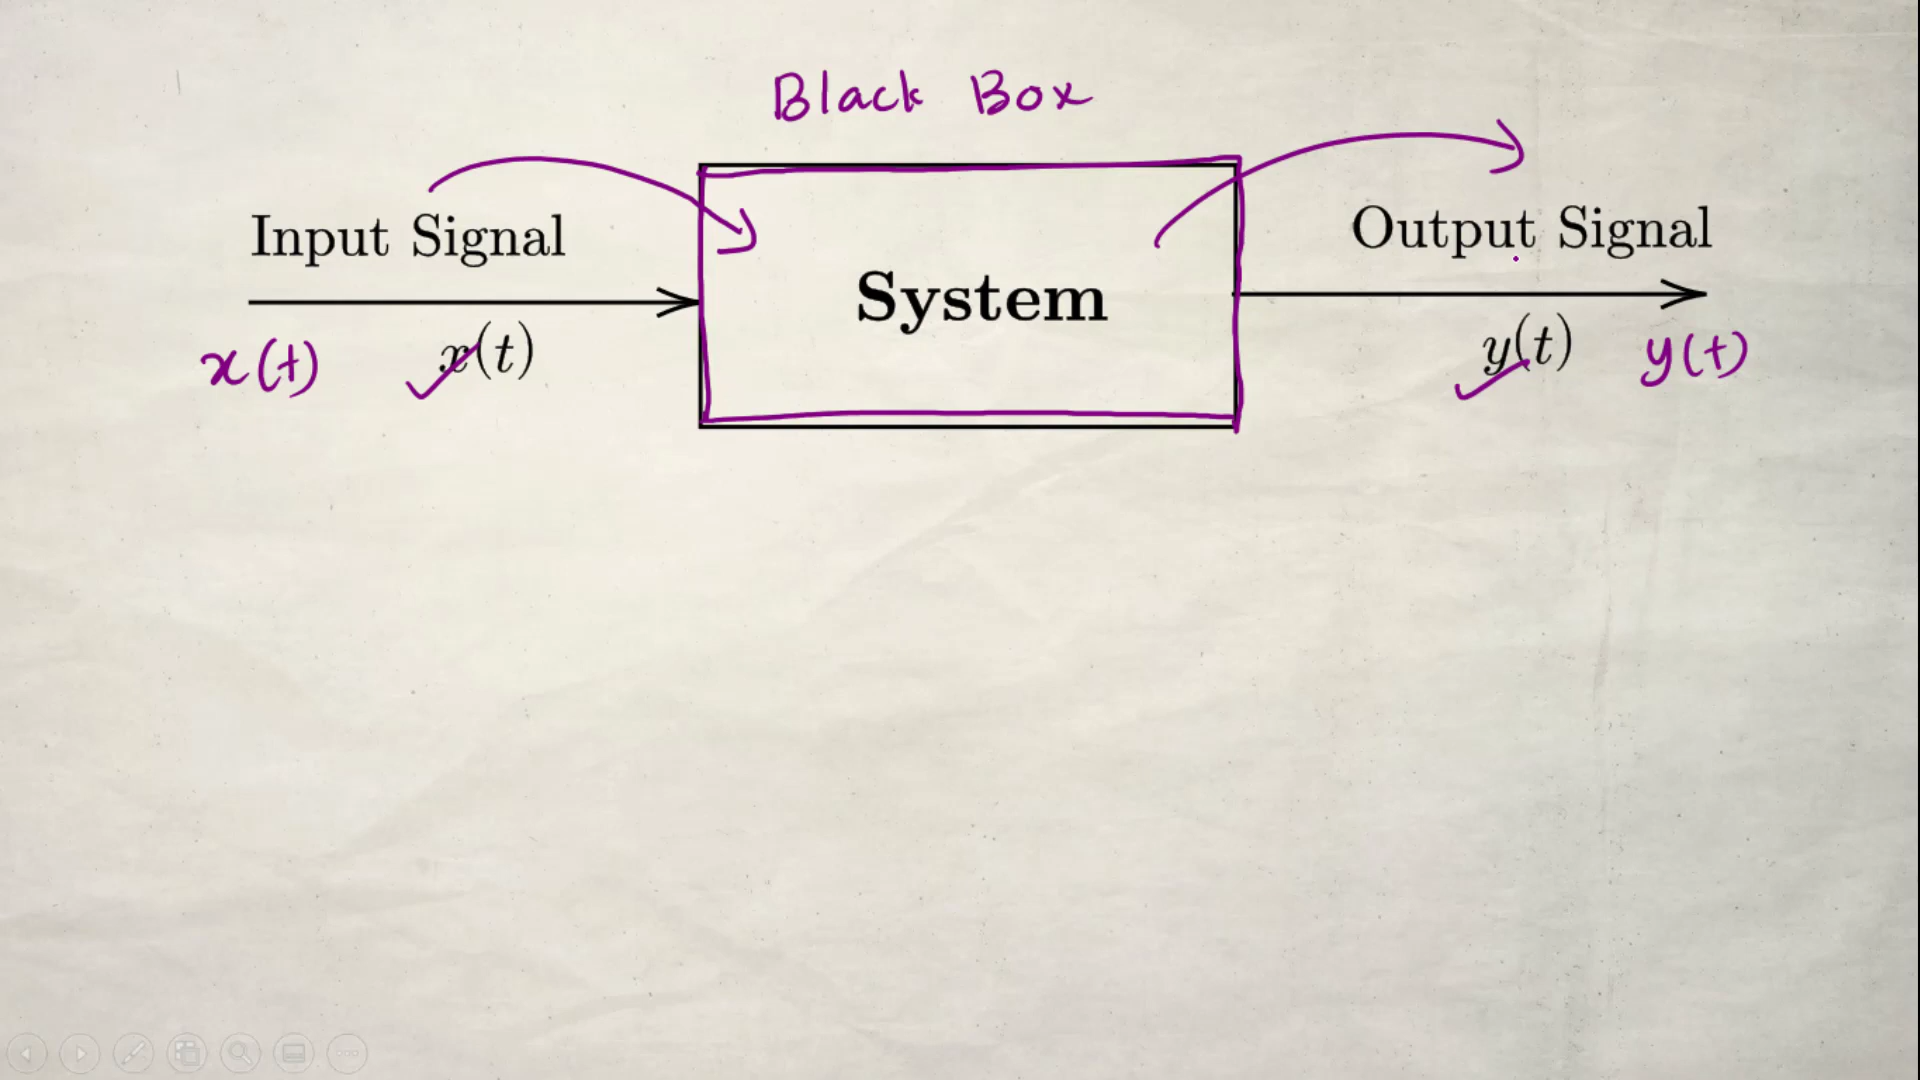 Black Box
Input Signal
System
Output Signal
x(t)
x(t)
y(t)
y(t)